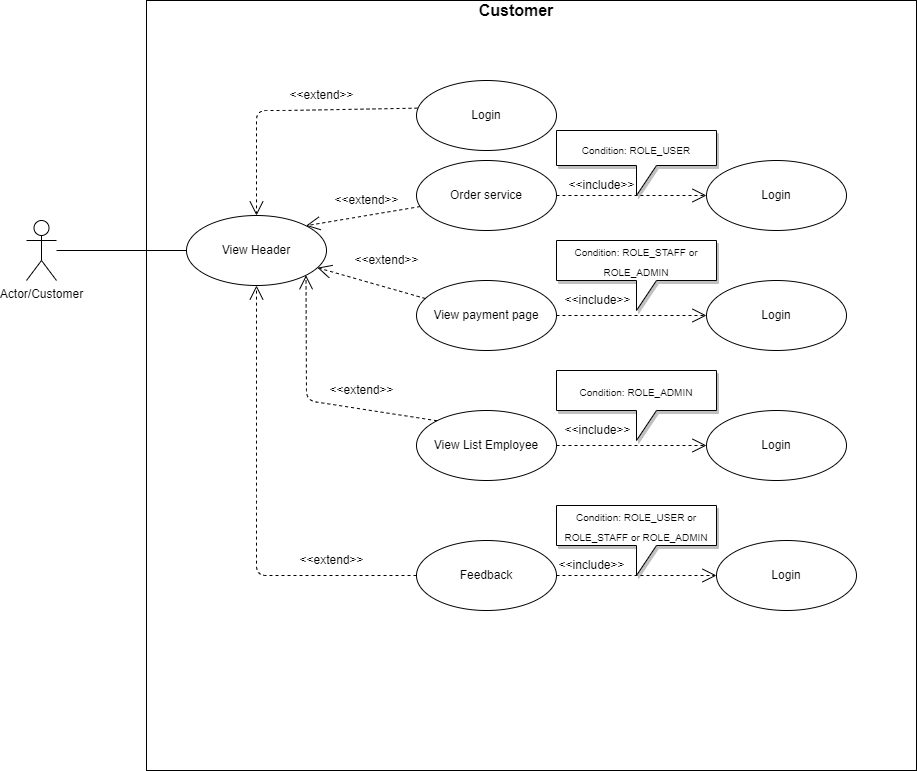 Customer
<<extend>>
Login
Condition: ROLE_USER
<<extend>>
Order service
<<include>>
Login
View Header
Actor/Customer
<<extend>>
Condition: ROLE_STAFF or
ROLE_ADMIN
View payment page
<<include>>
Login
<<extend>>
Condition: ROLE_ADMIN
View List Employee
<<include>>
Login
<<extend>>
Condition: ROLE_USER or
ROLE_STAFF or ROLE_ADMIN
Feedback
<<include>>
Login